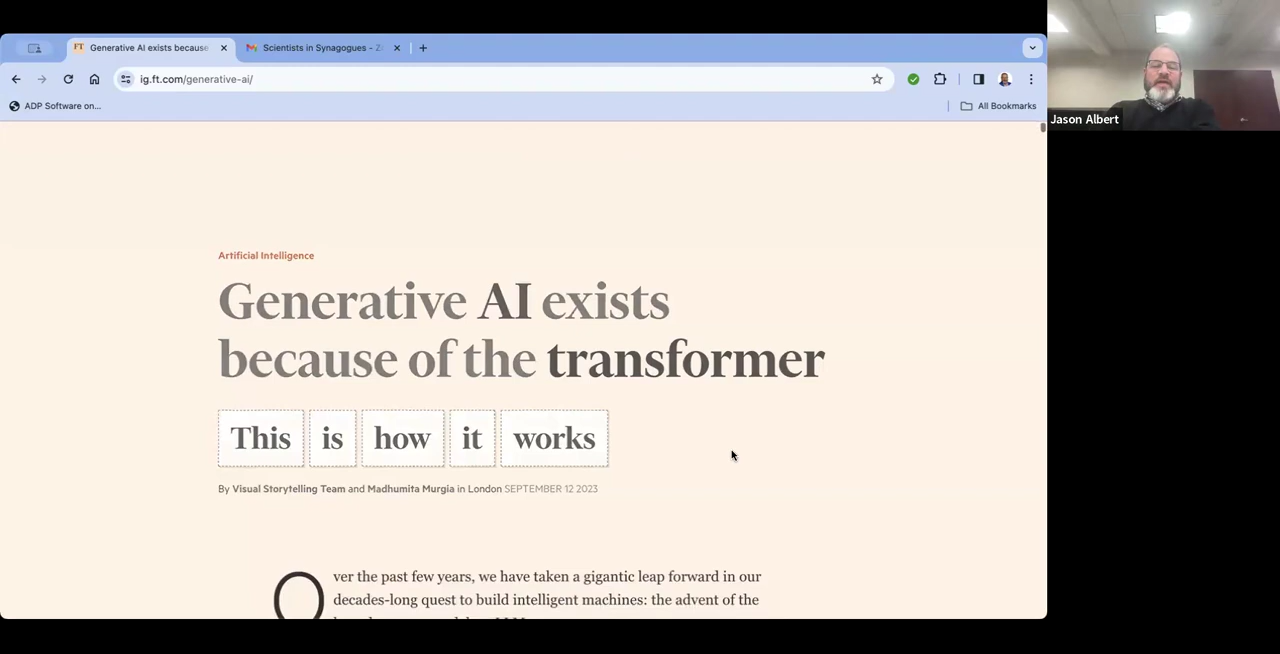 FT Generative AI exists because
Scientists in Synagogues - Z
ig.ft.com/generative-ai/
ADP Software on...
All Bookmarks
Jason Albert
Artificial Intelligence
Generative AI exists
because of the transformer
This is how it works
By Visual Storytelling Team and Madhumita Murgia in London SEPTEMBER 12 2023
Over the past few years, we have taken a gigantic leap forward in our
decades-long quest to build intelligent machines: the advent of the